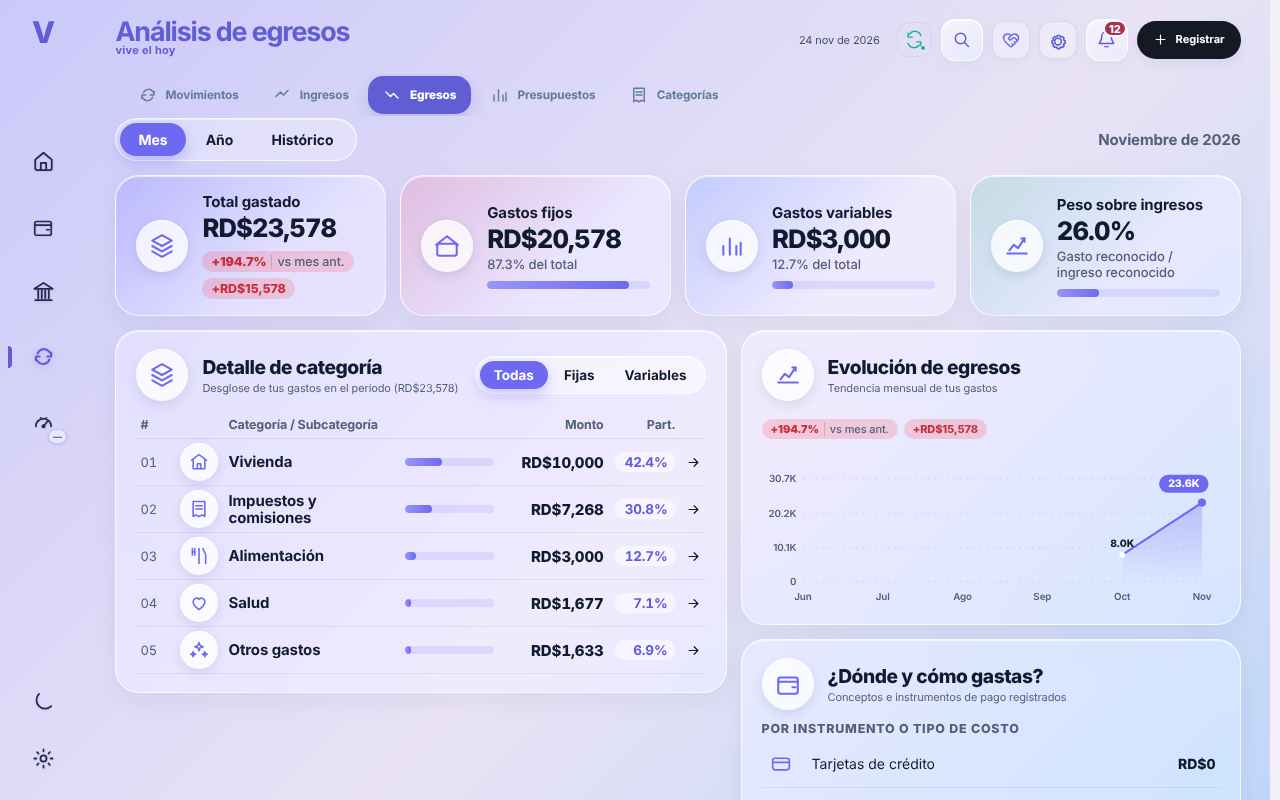 V
Análisis de egresos
vive el hoy
24 nov de 2026
12
Registrar
Movimientos
Ingresos
Egresos
Presupuestos
Categorías
Mes
Año
Histórico
Noviembre de 2026
Total gastado
RD$23,578
+194.7% vs mes ant.
+RD$15,578
Gastos fijos
RD$20,578
87.3% del total
Gastos variables
RD$3,000
12.7% del total
Peso sobre ingresos
26.0%
Gasto reconocido /
ingreso reconocido
Detalle de categoría
Desglose de tus gastos en el período (RD$23,578)
Todas
Fijas
Variables
# Categoría / Subcategoría Monto Part.
01 Vivienda RD$10,000 42.4%
02 Impuestos y
comisiones RD$7,268 30.8%
03 Alimentación RD$3,000 12.7%
04 Salud RD$1,677 7.1%
05 Otros gastos RD$1,633 6.9%
Evolución de egresos
Tendencia mensual de tus gastos
+194.7% vs mes ant. +RD$15,578
30.7K
23.6K
20.2K
10.1K
8.0K
0
Jun Jul Ago Sep Oct Nov
¿Dónde y cómo gastas?
Conceptos e instrumentos de pago registrados
POR INSTRUMENTO O TIPO DE COSTO
Tarjetas de crédito RD$0